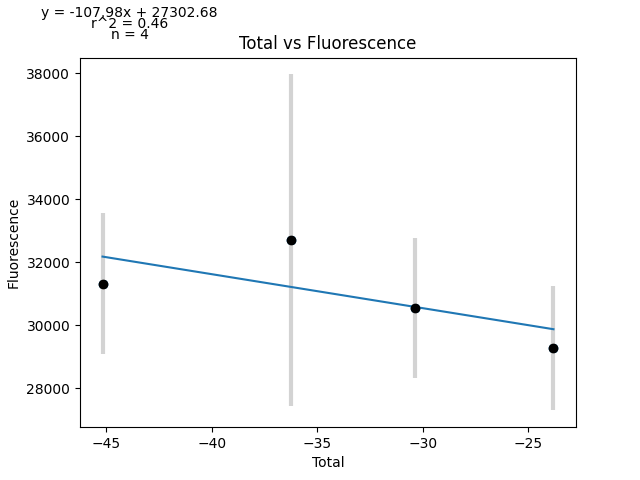 y = -107.98x + 27302.68
r^2 = 0.46
n = 4
Total vs Fluorescence
38000
36000
34000
32000
30000
28000
Fluorescence
−45
−40
−35
−30
−25
Total